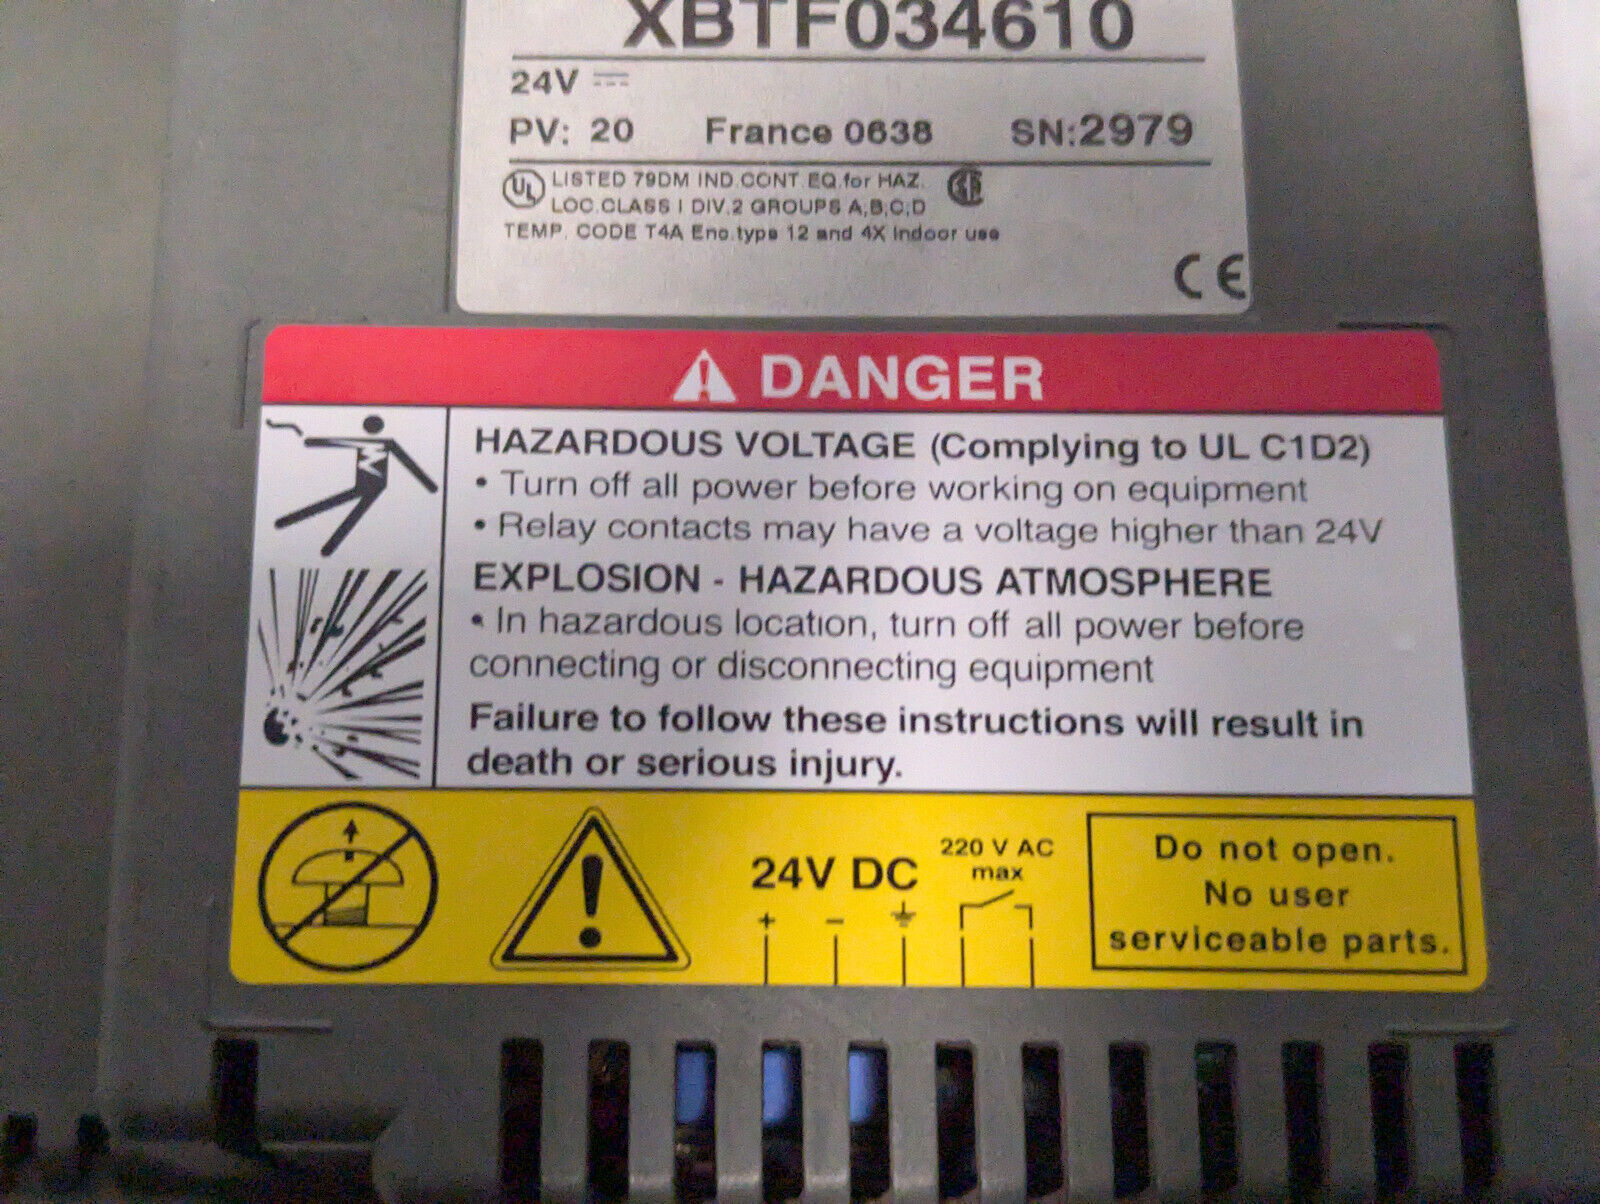 XBTF034610
24V
PV: 20 France 0638 SN:2979
UL LISTED 79DM IND.CONT.EQ.for HAZ.
LOC.CLASS I DIV.2 GROUPS A,B,C,D
TEMP. CODE T4A Enc.type 12 and 4X Indoor use
CE
DANGER
HAZARDOUS VOLTAGE (Complying to UL C1D2)
• Turn off all power before working on equipment
• Relay contacts may have a voltage higher than 24V
EXPLOSION - HAZARDOUS ATMOSPHERE
• In hazardous location, turn off all power before
connecting or disconnecting equipment
Failure to follow these instructions will result in
death or serious injury.
24V DC
+ -
220 V AC
max
Do not open.
No user
serviceable parts.